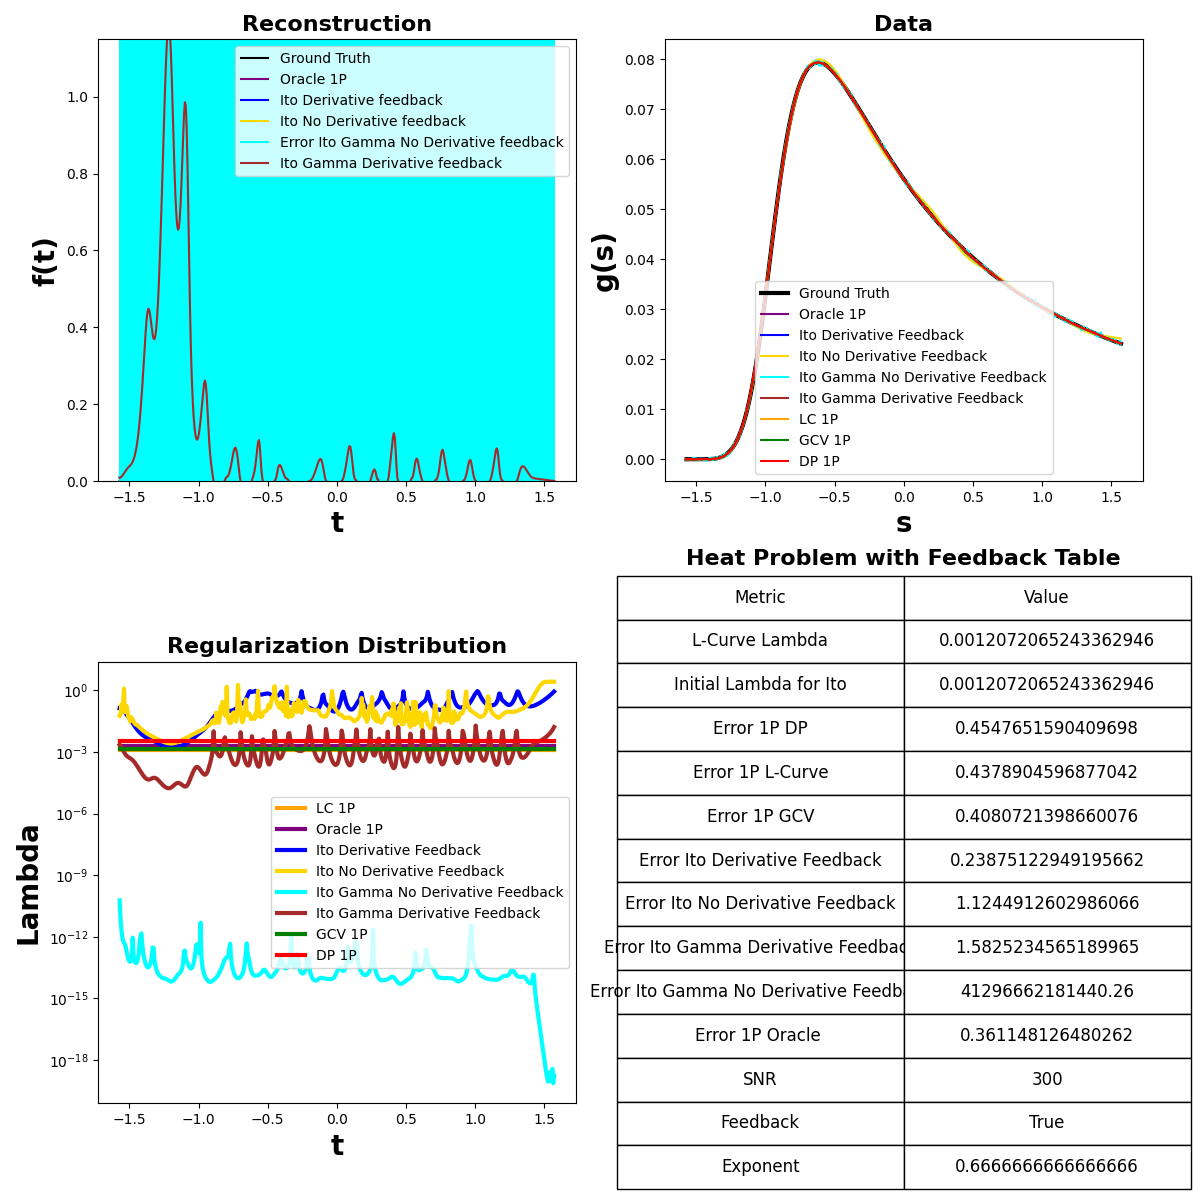 Reconstruction
f(t)
1.0
0.8
0.6
0.4
0.2
0.0
Ground Truth
Oracle 1P
Ito Derivative feedback
Ito No Derivative feedback
Error Ito Gamma No Derivative feedback
Ito Gamma Derivative feedback
−1.5 −1.0 −0.5 0.0 0.5 1.0 1.5
t
Data
g(s)
0.08
0.07
0.06
0.05
0.04
0.03
0.02
0.01
0.00
Ground Truth
Oracle 1P
Ito Derivative Feedback
Ito No Derivative Feedback
Ito Gamma No Derivative Feedback
Ito Gamma Derivative Feedback
LC 1P
GCV 1P
DP 1P
−1.5 −1.0 −0.5 0.0 0.5 1.0 1.5
s
Regularization Distribution
Lambda
10⁰
10⁻³
10⁻⁶
10⁻⁹
10⁻¹²
10⁻¹⁵
10⁻¹⁸
LC 1P
Oracle 1P
Ito Derivative Feedback
Ito No Derivative Feedback
Ito Gamma No Derivative Feedback
Ito Gamma Derivative Feedback
GCV 1P
DP 1P
−1.5 −1.0 −0.5 0.0 0.5 1.0 1.5
t
Heat Problem with Feedback Table
Metric Value
L-Curve Lambda 0.0012072065243362946
Initial Lambda for Ito 0.0012072065243362946
Error 1P DP 0.4547651590409698
Error 1P L-Curve 0.4378904596877042
Error 1P GCV 0.4080721398660076
Error Ito Derivative Feedback 0.23875122949195662
Error Ito No Derivative Feedback 1.1244912602986066
Error Ito Gamma Derivative Feedbac 1.5825234565189965
Error Ito Gamma No Derivative Feedb 41296662181440.26
Error 1P Oracle 0.361148126480262
SNR 300
Feedback True
Exponent 0.6666666666666666